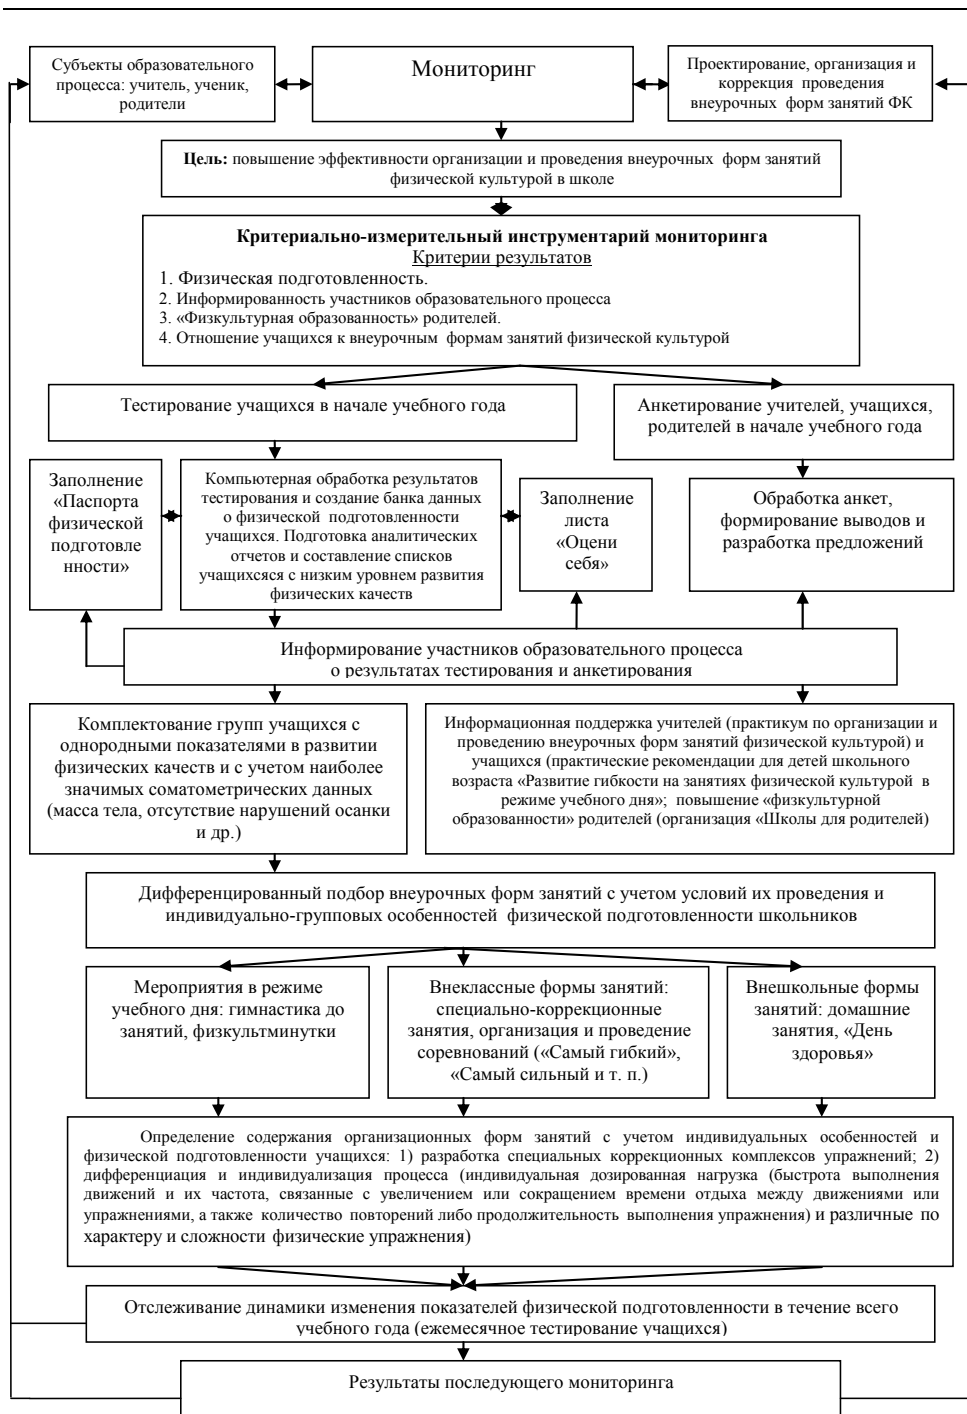 Субъекты образовательного
процесса: учитель, ученик,
родители
Мониторинг
Проектирование, организация и
коррекция проведения
внеурочных форм занятий ФК
Цель: повышение эффективности организации и проведения внеурочных форм занятий
физической культурой в школе
Критериально-измерительный инструментарий мониторинга
Критерии результатов
1. Физическая подготовленность.
2. Информированность участников образовательного процесса
3. «Физкультурная образованность» родителей.
4. Отношение учащихся к внеурочным формам занятий физической культурой
Тестирование учащихся в начале учебного года
Анкетирование учителей, учащихся,
родителей в начале учебного года
Заполнение
«Паспорта
физической
подготовле
нности»
Компьютерная обработка результатов
тестирования и создание банка данных
о физической подготовленности
учащихся. Подготовка аналитических
отчетов и составление списков
учащихсяся с низким уровнем развития
физических качеств
Заполнение
листа
«Оцени
себя»
Обработка анкет,
формирование выводов и
разработка предложений
Информирование участников образовательного процесса
о результатах тестирования и анкетирования
Комплектование групп учащихся с
однородными показателями в развитии
физических качеств и с учетом наиболее
значимых соматометрических данных
(масса тела, отсутствие нарушений осанки
и др.)
Информационная поддержка учителей (практикум по организации и
проведению внеурочных форм занятий физической культурой) и
учащихся (практические рекомендации для детей школьного
возраста «Развитие гибкости на занятиях физической культурой в
режиме учебного дня»; повышение «физкультурной
образованности» родителей (организация «Школы для родителей)
Дифференцированный подбор внеурочных форм занятий с учетом условий их проведения и
индивидуально-групповых особенностей физической подготовленности школьников
Мероприятия в режиме
учебного дня: гимнастика до
занятий, физкультминутки
Внеклассные формы занятий:
специально-коррекционные
занятия, организация и проведение
соревнований («Самый гибкий»,
«Самый сильный и т. п.)
Внешкольные формы
занятий: домашние
занятия, «День
здоровья»
Определение содержания организационных форм занятий с учетом индивидуальных особенностей и
физической подготовленности учащихся: 1) разработка специальных коррекционных комплексов упражнений; 2)
дифференциация и индивидуализация процесса (индивидуальная дозированная нагрузка (быстрота выполнения
движений и их частота, связанные с увеличением или сокращением времени отдыха между движениями или
упражнениями, а также количество повторений либо продолжительность выполнения упражнения) и различные по
характеру и сложности физические упражнения)
Отслеживание динамики изменения показателей физической подготовленности в течение всего
учебного года (ежемесячное тестирование учащихся)
Результаты последующего мониторинга